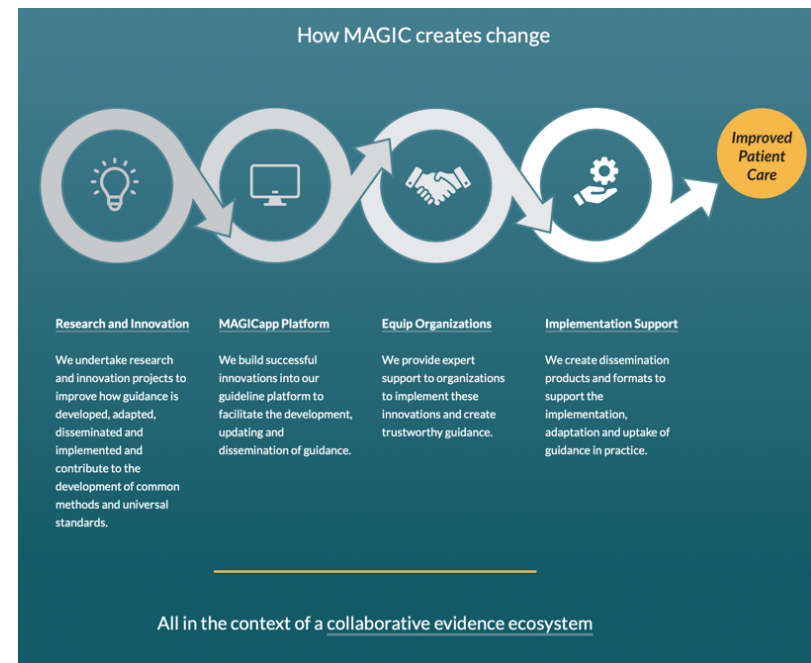 How MAGIC creates change
Improved
Patient
Care
Research and Innovation
We undertake research
and innovation projects to
improve how guidance is
developed, adapted,
disseminated and
implemented and
contribute to the
development of common
methods and universal
standards.
MAGICapp Platform
We build successful
innovations into our
guideline platform to
facilitate the development,
updating and
dissemination of guidance.
Equip Organizations
We provide expert
support to organizations
to implement these
innovations and create
trustworthy guidance.
Implementation Support
We create dissemination
products and formats to
support the
implementation,
adaptation and uptake of
guidance in practice.
All in the context of a collaborative evidence ecosystem